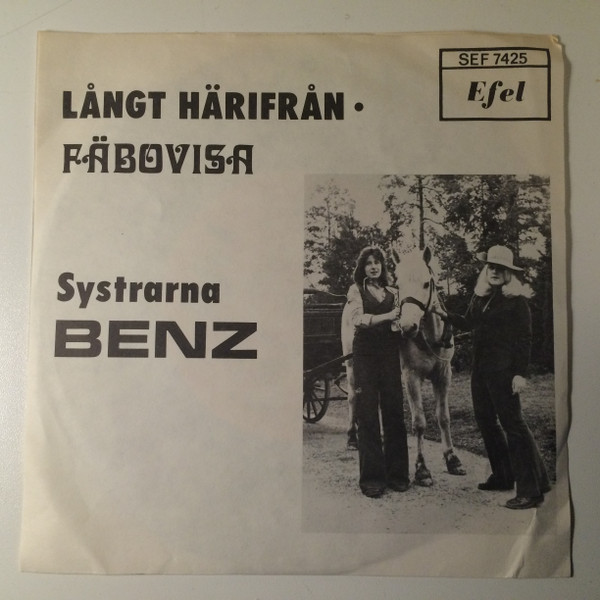 SEF 7425
Efel
LÅNGT HÄRIFRÅN •
FÄBOVISA
Systrarna
BENZ